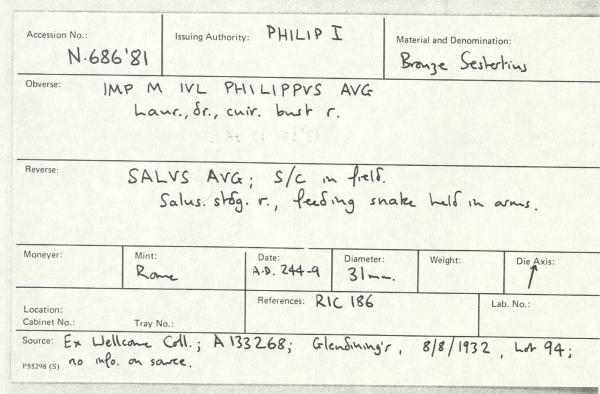 Accession No.: N.686'81
Issuing Authority: PHILIP I
Material and Denomination: Bronze Sestertius
Obverse: IMP M IVL PHILIPPVS AVG
Laur., dr., cuir. bust r.
Reverse: SALVS AVG; S/C in field.
Salus. stdg. r., feeding snake held in arms.
Moneyer:
Mint: Rome
Date: A.D. 244-9
Diameter: 31mm.
Weight:
Die Axis: ↑
Location:
Cabinet No.: Tray No.:
References: RIC 186
Lab. No.:
Source: Ex Wellcome Coll.; A133268; Glendining's, 8/8/1932, Lot 94;
P55298 (S) no info. on source.